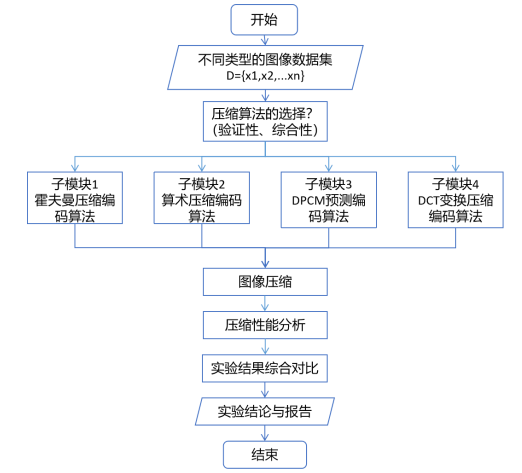 开始
不同类型的图像数据集
D={x1,x2,...xn}
压缩算法的选择？
（验证性、综合性）
子模块1
霍夫曼压缩编
码算法
子模块2
算术压缩编码
算法
子模块3
DPCM预测编
码算法
子模块4
DCT变换压缩
编码算法
图像压缩
压缩性能分析
实验结果综合对比
实验结论与报告
结束